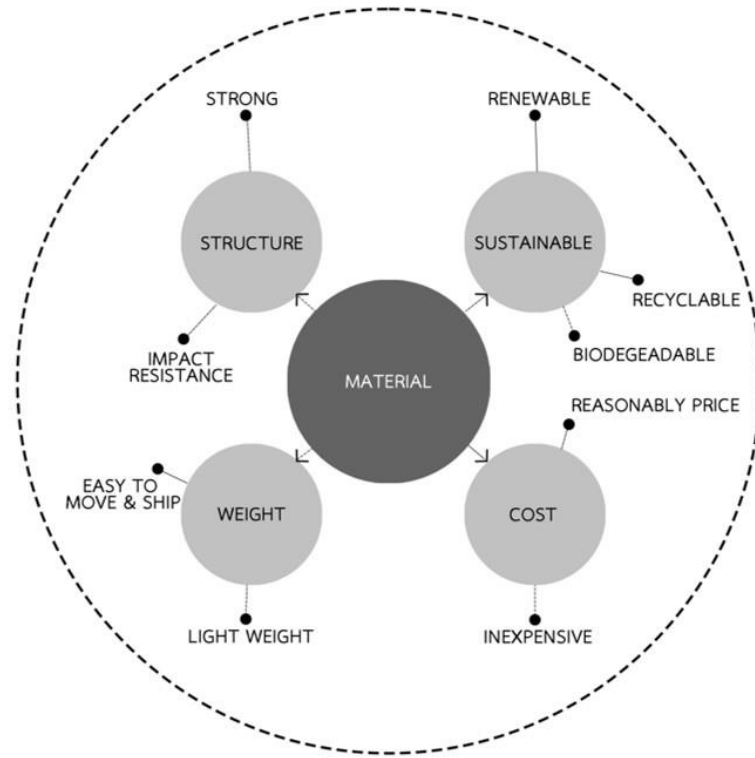 STRONG
RENEWABLE
STRUCTURE
SUSTAINABLE
RECYCLABLE
IMPACT
RESISTANCE
BIODEGEADABLE
MATERIAL
REASONABLY PRICE
EASY TO
MOVE & SHIP
WEIGHT
COST
LIGHT WEIGHT
INEXPENSIVE